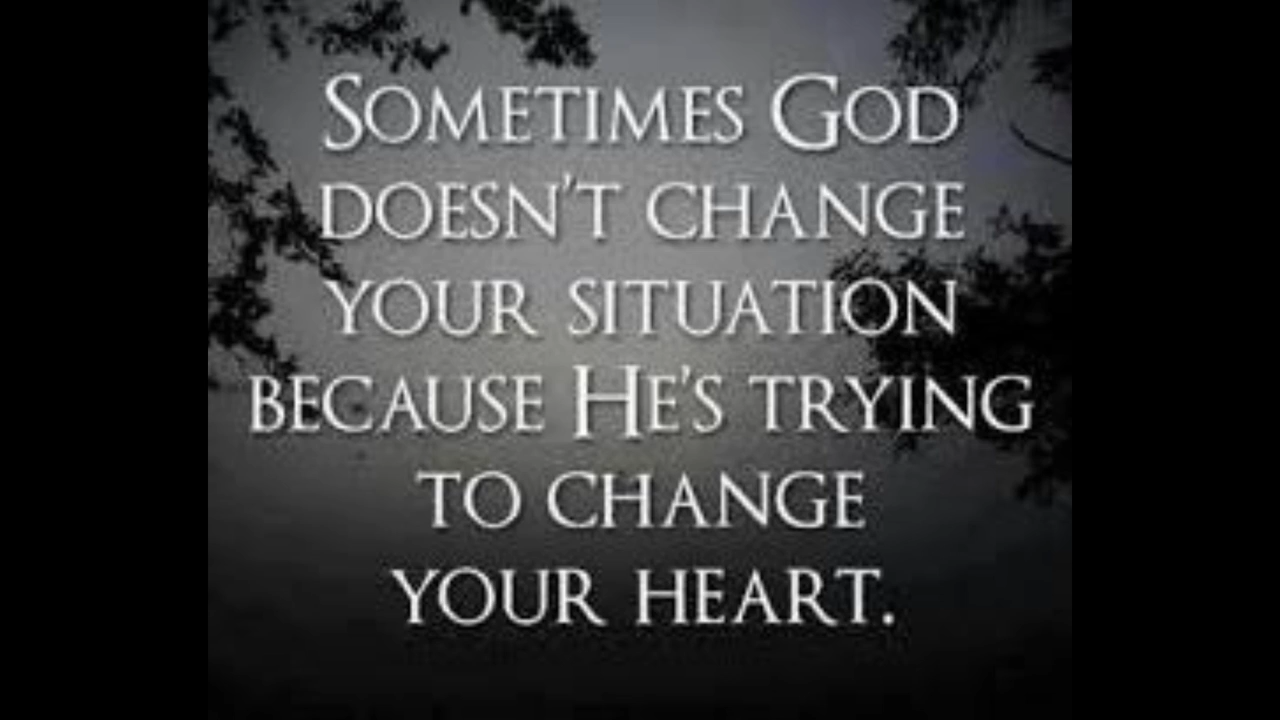 Sometimes God
doesn't change
your situation
because He's trying
to change
your heart.